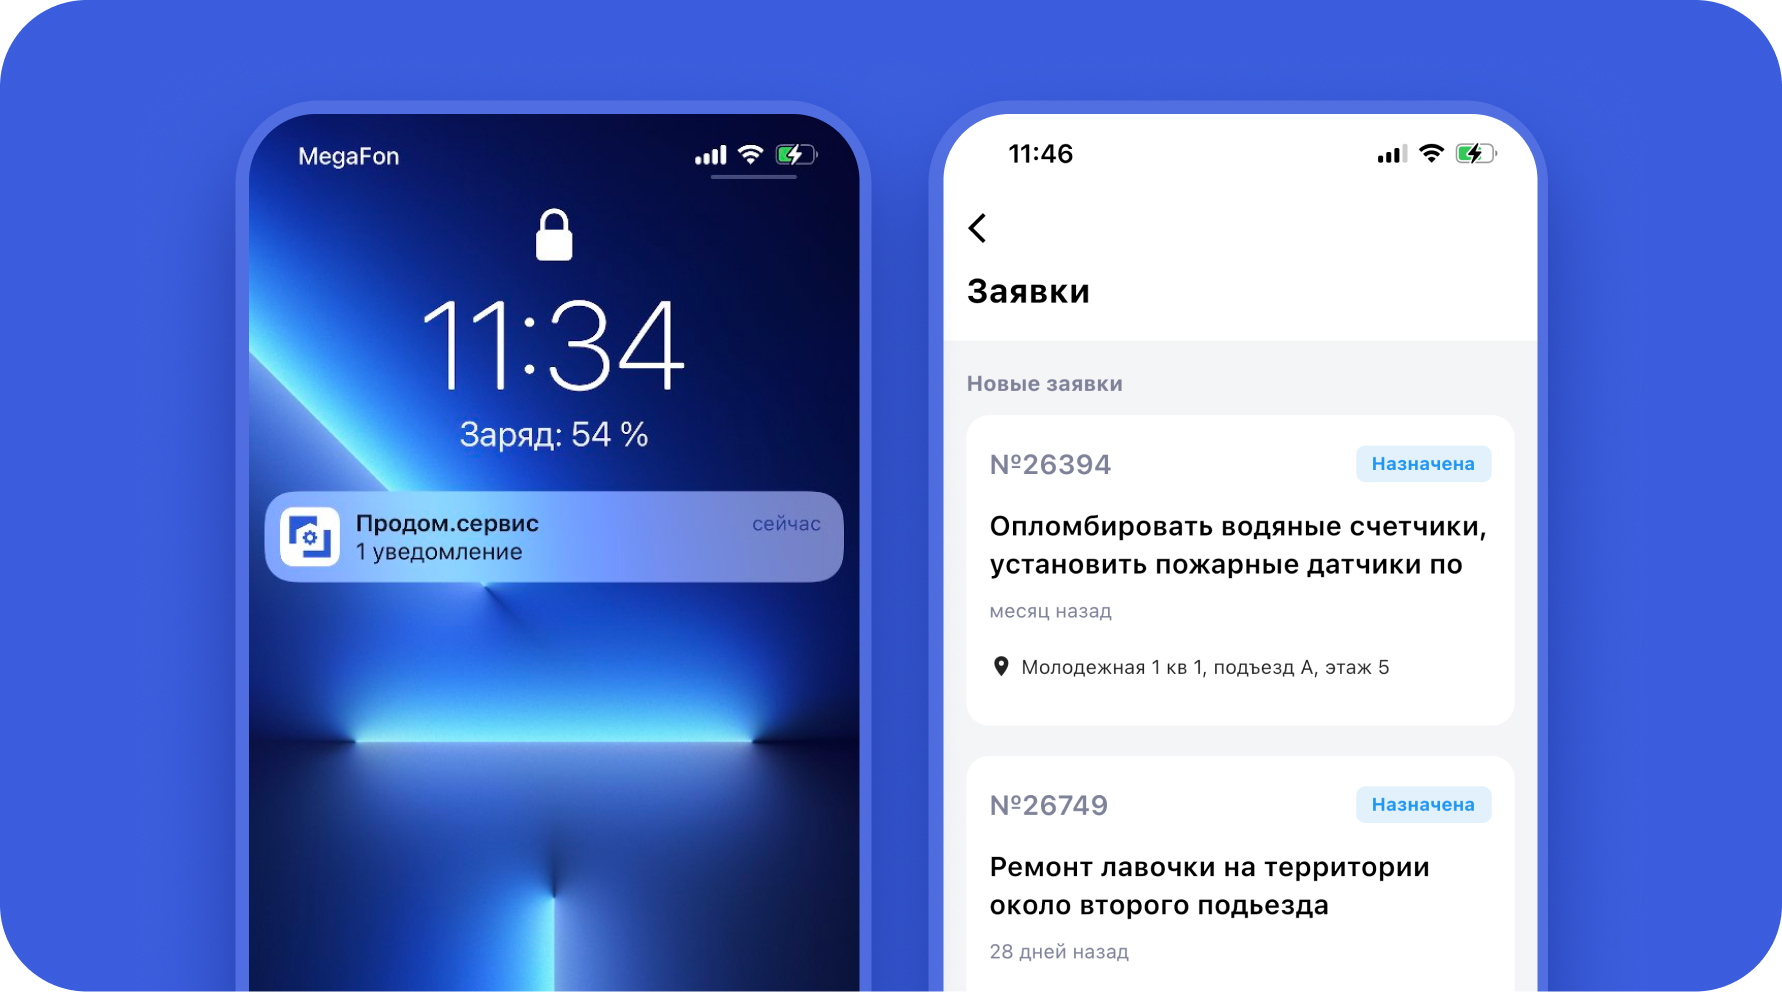 MegaFon
11:34
Заряд: 54 %
Продом.сервис
сейчас
1 уведомление
11:46
Заявки
Новые заявки
№26394
Назначена
Опломбировать водяные счетчики,
установить пожарные датчики по
месяц назад
Молодежная 1 кв 1, подъезд А, этаж 5
№26749
Назначена
Ремонт лавочки на территории
около второго подьезда
28 дней назад